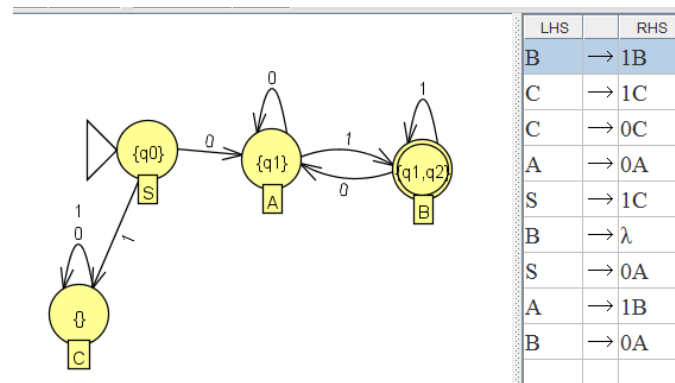 LHS RHS
B → 1B
C → 1C
C → 0C
A → 0A
S → 1C
B → λ
S → 0A
A → 1B
B → 0A
0
1
{q0}
0
{q1}
1
0
{q1,q2}
S
A
B
1
0
1
{}
C